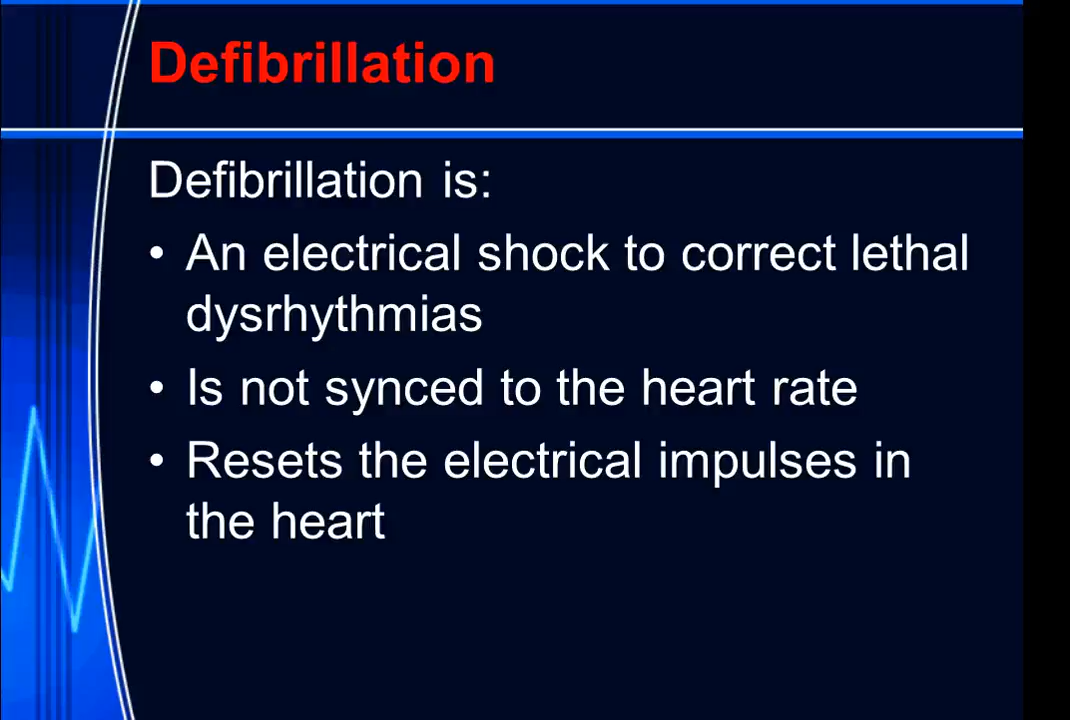 Defibrillation
Defibrillation is:
• An electrical shock to correct lethal
dysrhythmias
• Is not synced to the heart rate
• Resets the electrical impulses in
the heart